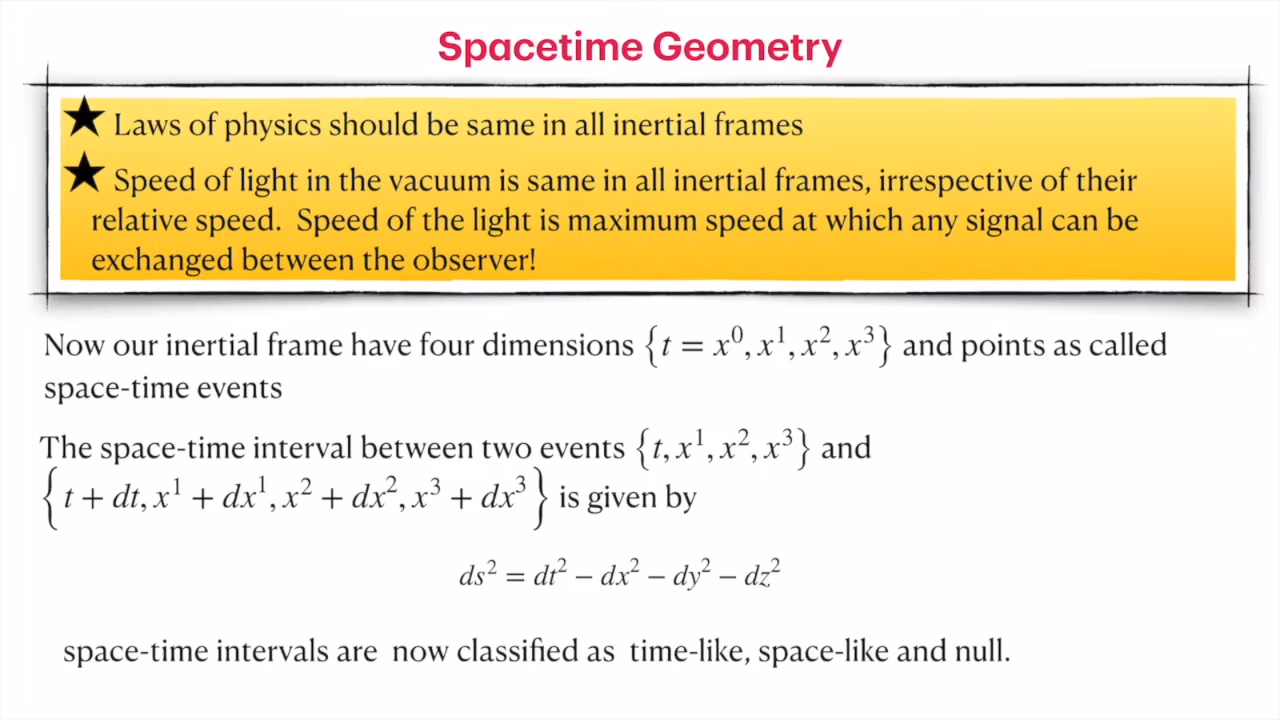 Spacetime Geometry
★ Laws of physics should be same in all inertial frames
★ Speed of light in the vacuum is same in all inertial frames, irrespective of their
relative speed. Speed of the light is maximum speed at which any signal can be
exchanged between the observer!
Now our inertial frame have four dimensions {t = x⁰, x¹, x², x³} and points as called
space-time events
The space-time interval between two events {t, x¹, x², x³} and
{t + dt, x¹ + dx¹, x² + dx², x³ + dx³} is given by
ds² = dt² − dx² − dy² − dz²
space-time intervals are now classified as time-like, space-like and null.